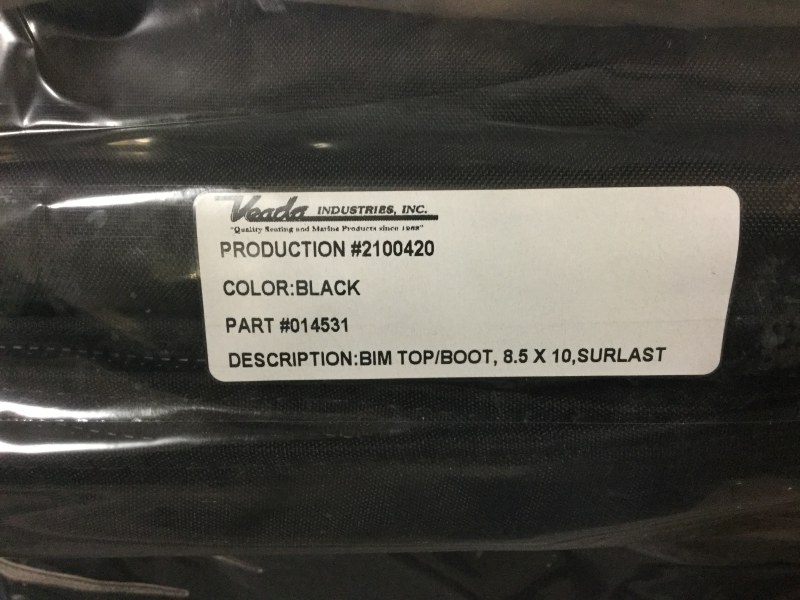 Veada INDUSTRIES, INC.
"Quality Seating and Marine Products since 1968"
PRODUCTION #2100420
COLOR:BLACK
PART #014531
DESCRIPTION:BIM TOP/BOOT, 8.5 X 10,SURLAST